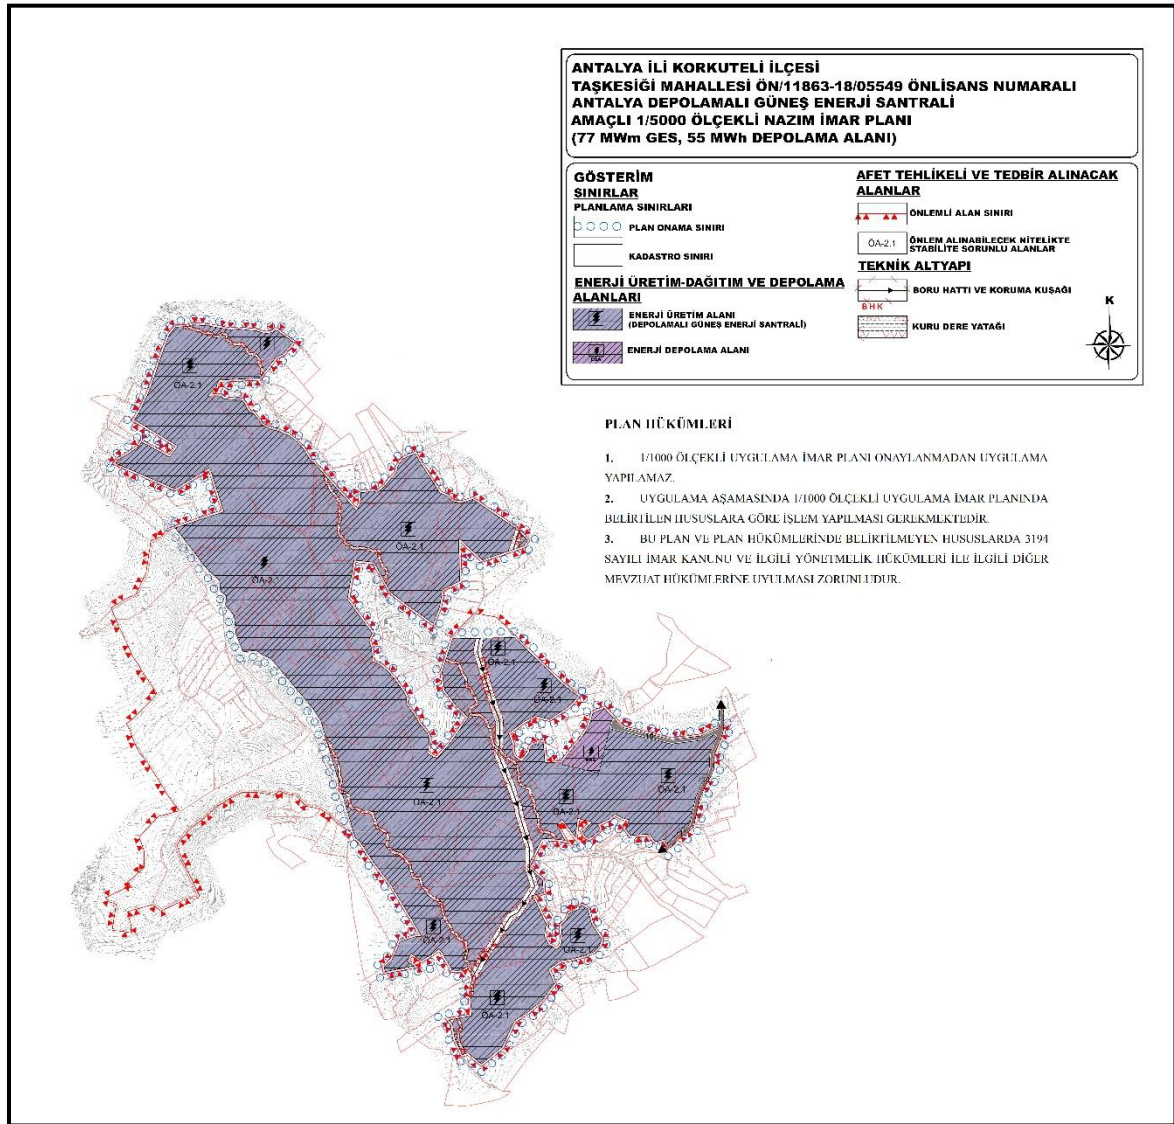 ANTALYA İLİ KORKUTELİ İLÇESİ
TAŞKESİĞİ MAHALLESİ ÖN/11863-18/05549 ÖNLİSANS NUMARALI
ANTALYA DEPOLAMALI GÜNEŞ ENERJİ SANTRALİ
AMAÇLI 1/5000 ÖLÇEKLİ NAZIM İMAR PLANI
(77 MWm GES, 55 MWh DEPOLAMA ALANI)
GÖSTERİM
SINIRLAR
PLANLAMA SINIRLARI
PLAN ONAMA SINIRI
KADASTRO SINIRI
ENERJİ ÜRETİM-DAĞITIM VE DEPOLAMA
ALANLARI
ENERJİ ÜRETİM ALANI
(DEPOLAMALI GÜNEŞ ENERJİ SANTRALİ)
ENERJİ DEPOLAMA ALANI
AFET TEHLİKELİ VE TEDBİR ALINACAK
ALANLAR
ÖNLEMLİ ALAN SINIRI
ÖA-2.1
ÖNLEM ALINABİLECEK NİTELİKTE
STABİLİTE SORUNLU ALANLAR
TEKNİK ALTYAPI
BORU HATTI VE KORUMA KUŞAĞI
BHK
KURU DERE YATAĞI
K
PLAN HÜKÜMLERİ
1. 1/1000 ÖLÇEKLİ UYGULAMA İMAR PLANI ONAYLANMADAN UYGULAMA
YAPILAMAZ.
2. UYGULAMA AŞAMASINDA 1/1000 ÖLÇEKLİ UYGULAMA İMAR PLANINDA
BELİRTİLEN HUSUSLARA GÖRE İŞLEM YAPILMASI GEREKMEKTEDİR.
3. BU PLAN VE PLAN HÜKÜMLERİNDE BELİRTİLMEYEN HUSUSLARDA 3194
SAYILI İMAR KANUNU VE İLGİLİ YÖNETMELİK HÜKÜMLERİ İLE İLGİLİ DİĞER
MEVZUAT HÜKÜMLERİNE UYULMASI ZORUNLUDUR.
ÖA-2.1
ÖA-2.1
ÖA-2.1
ÖA-2.1
ÖA-2.1
ÖA-2.1
ÖA-2.1
ÖA-2.1
ÖA-2.1
ÖA-2.1
ÖA-2.1